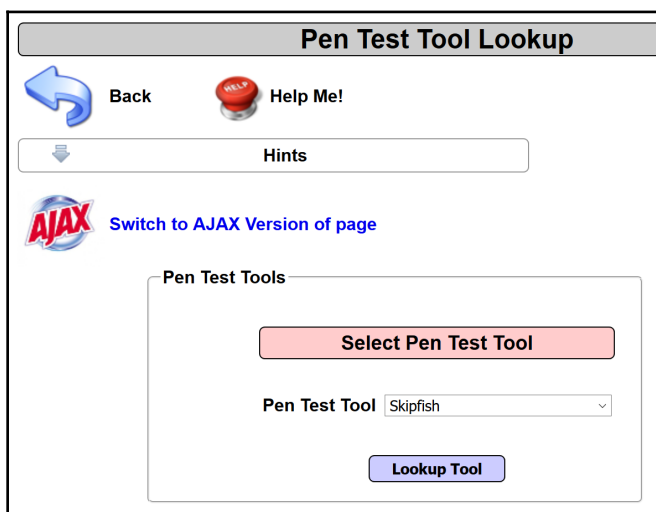 Pen Test Tool Lookup
Back
HELP
Help Me!
Hints
AJAX
Switch to AJAX Version of page
Pen Test Tools
Select Pen Test Tool
Pen Test Tool Skipfish
Lookup Tool